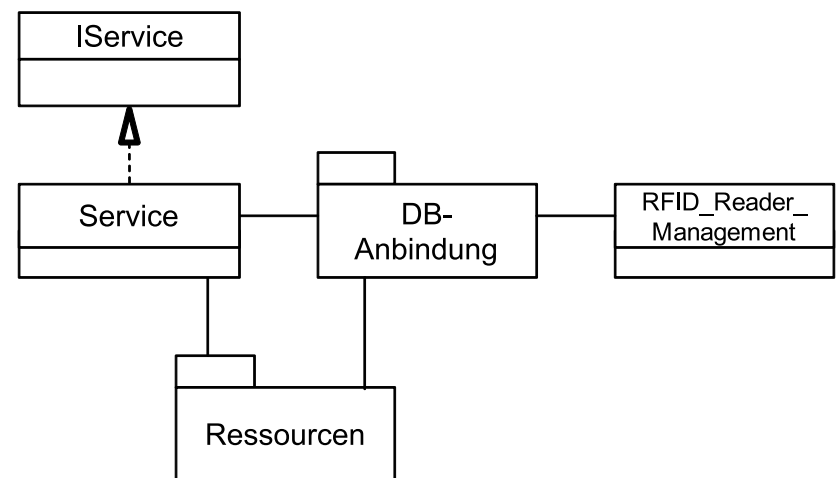 IService
Service
DB-
Anbindung
RFID_Reader_
Management
Ressourcen